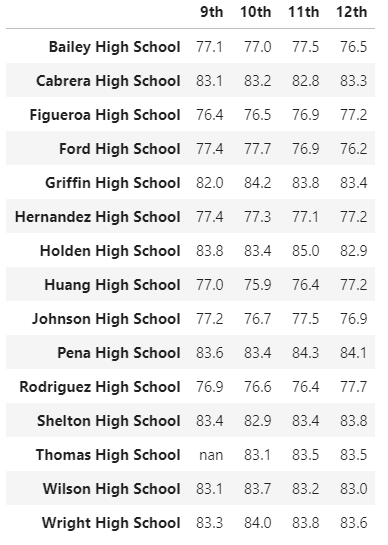 9th 10th 11th 12th
Bailey High School 77.1 77.0 77.5 76.5
Cabrera High School 83.1 83.2 82.8 83.3
Figueroa High School 76.4 76.5 76.9 77.2
Ford High School 77.4 77.7 76.9 76.2
Griffin High School 82.0 84.2 83.8 83.4
Hernandez High School 77.4 77.3 77.1 77.2
Holden High School 83.8 83.4 85.0 82.9
Huang High School 77.0 75.9 76.4 77.2
Johnson High School 77.2 76.7 77.5 76.9
Pena High School 83.6 83.4 84.3 84.1
Rodriguez High School 76.9 76.6 76.4 77.7
Shelton High School 83.4 82.9 83.4 83.8
Thomas High School nan 83.1 83.5 83.5
Wilson High School 83.1 83.7 83.2 83.0
Wright High School 83.3 84.0 83.8 83.6